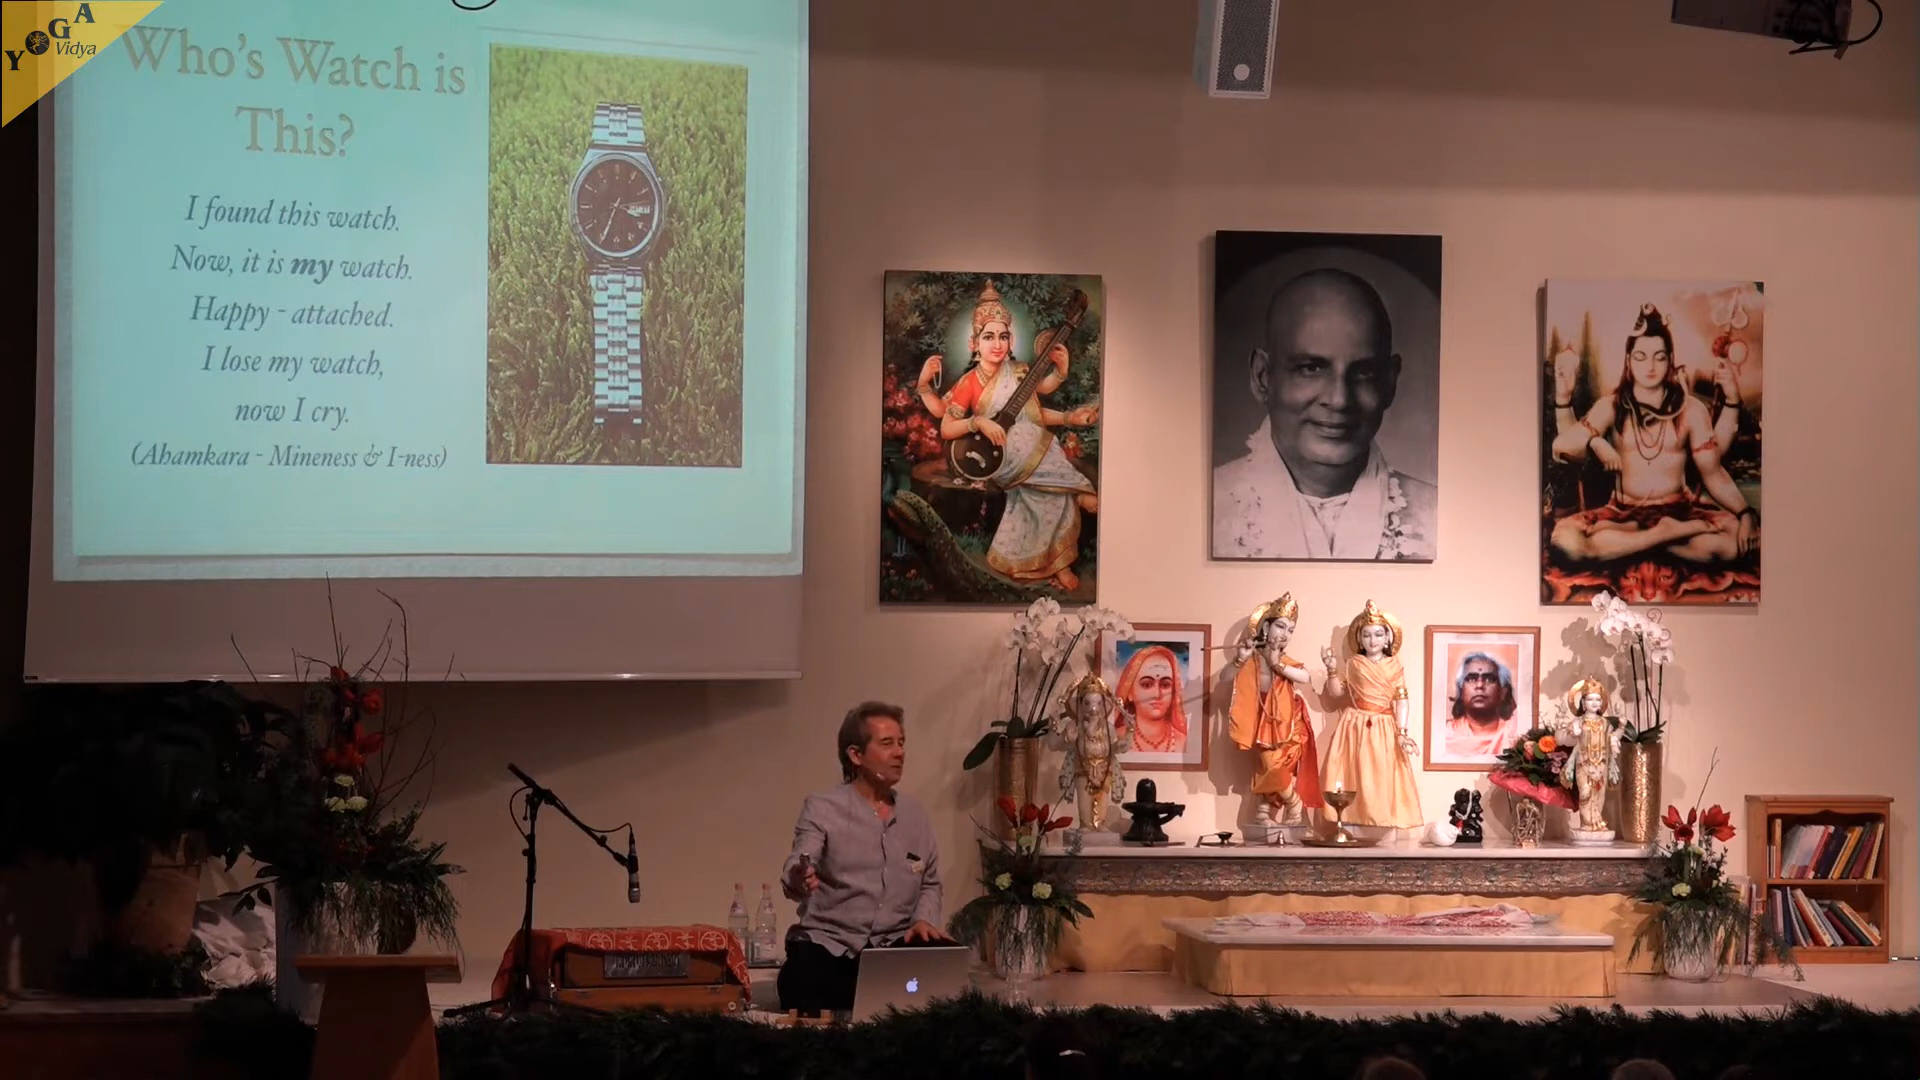 YOGA
Vidya
Who's Watch is
This?
I found this watch.
Now, it is my watch.
Happy - attached.
I lose my watch,
now I cry.
(Ahamkara - Mineness & I-ness)